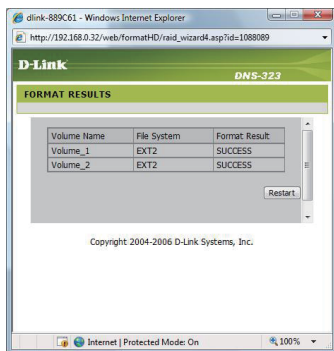 dlink-889C61 - Windows Internet Explorer
http://192.168.0.32/web/formatHD/raid_wizard4.asp?id=1088089
D-Link
DNS-323
FORMAT RESULTS
Volume Name File System Format Result
Volume_1 EXT2 SUCCESS
Volume_2 EXT2 SUCCESS
Restart
Copyright 2004-2006 D-Link Systems, Inc.
Internet | Protected Mode: On 100%